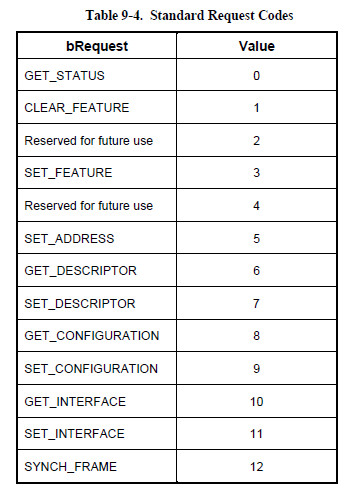 Table 9-4. Standard Request Codes
bRequest Value
GET_STATUS 0
CLEAR_FEATURE 1
Reserved for future use 2
SET_FEATURE 3
Reserved for future use 4
SET_ADDRESS 5
GET_DESCRIPTOR 6
SET_DESCRIPTOR 7
GET_CONFIGURATION 8
SET_CONFIGURATION 9
GET_INTERFACE 10
SET_INTERFACE 11
SYNCH_FRAME 12